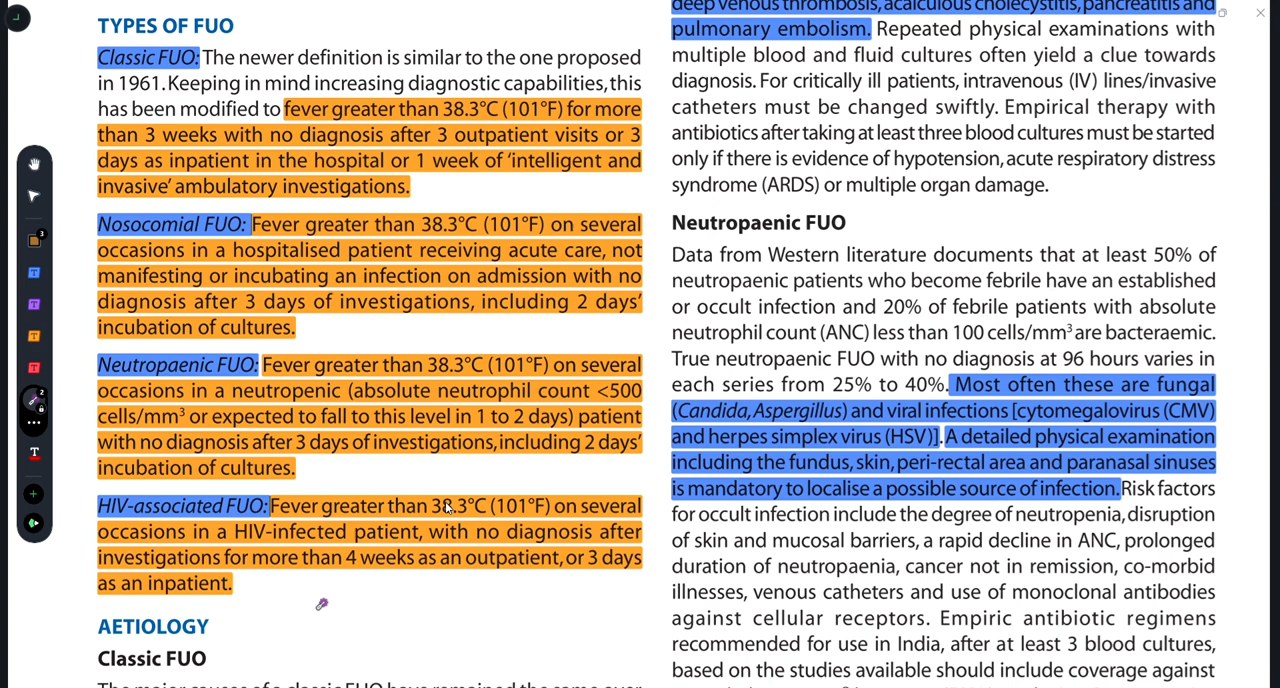 TYPES OF FUO
Classic FUO: The newer definition is similar to the one proposed
in 1961. Keeping in mind increasing diagnostic capabilities, this
has been modified to fever greater than 38.3°C (101°F) for more
than 3 weeks with no diagnosis after 3 outpatient visits or 3
days as inpatient in the hospital or 1 week of ‘intelligent and
invasive’ ambulatory investigations.
Nosocomial FUO: Fever greater than 38.3°C (101°F) on several
occasions in a hospitalised patient receiving acute care, not
manifesting or incubating an infection on admission with no
diagnosis after 3 days of investigations, including 2 days’
incubation of cultures.
Neutropaenic FUO: Fever greater than 38.3°C (101°F) on several
occasions in a neutropenic (absolute neutrophil count <500
cells/mm³ or expected to fall to this level in 1 to 2 days) patient
with no diagnosis after 3 days of investigations, including 2 days’
incubation of cultures.
HIV-associated FUO: Fever greater than 38.3°C (101°F) on several
occasions in a HIV-infected patient, with no diagnosis after
investigations for more than 4 weeks as an outpatient, or 3 days
as an inpatient.
AETIOLOGY
Classic FUO
The major causes of a classic FUO have remained the same over
deep venous thrombosis, acalculous cholecystitis, pancreatitis and
pulmonary embolism. Repeated physical examinations with
multiple blood and fluid cultures often yield a clue towards
diagnosis. For critically ill patients, intravenous (IV) lines/invasive
catheters must be changed swiftly. Empirical therapy with
antibiotics after taking at least three blood cultures must be started
only if there is evidence of hypotension, acute respiratory distress
syndrome (ARDS) or multiple organ damage.
Neutropaenic FUO
Data from Western literature documents that at least 50% of
neutropaenic patients who become febrile have an established
or occult infection and 20% of febrile patients with absolute
neutrophil count (ANC) less than 100 cells/mm³ are bacteraemic.
True neutropaenic FUO with no diagnosis at 96 hours varies in
each series from 25% to 40%. Most often these are fungal
(Candida, Aspergillus) and viral infections [cytomegalovirus (CMV)
and herpes simplex virus (HSV)]. A detailed physical examination
including the fundus, skin, peri-rectal area and paranasal sinuses
is mandatory to localise a possible source of infection. Risk factors
for occult infection include the degree of neutropenia, disruption
of skin and mucosal barriers, a rapid decline in ANC, prolonged
duration of neutropaenia, cancer not in remission, co-morbid
illnesses, venous catheters and use of monoclonal antibodies
against cellular receptors. Empiric antibiotic regimens
recommended for use in India, after at least 3 blood cultures,
based on the studies available should include coverage against